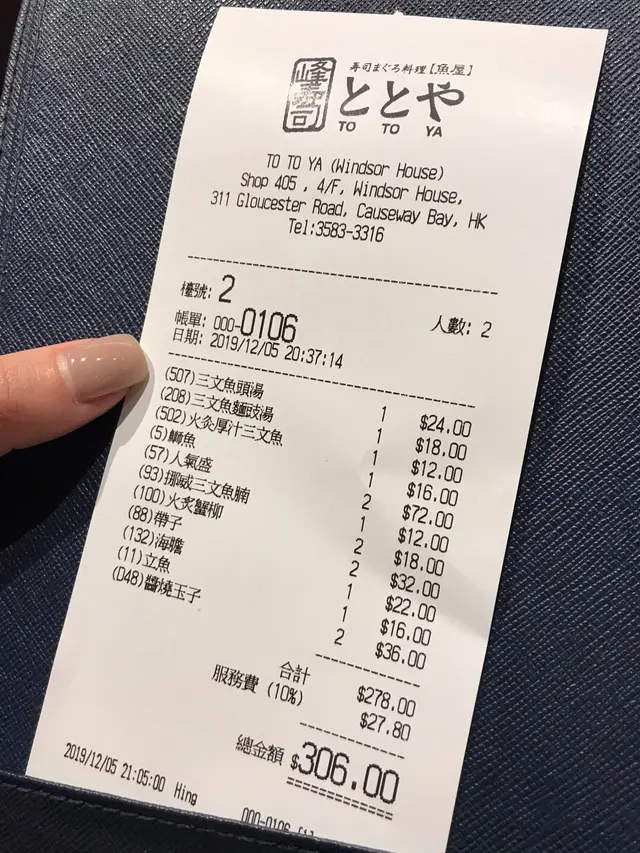 峰壽司
寿司まぐろ料理【魚屋】
ととや
TO TO YA
TO TO YA (Windsor House)
Shop 405 , 4/F, Windsor House,
311 Gloucester Road, Causeway Bay, HK
Tel:3583-3316
檯號: 2 人數: 2
帳單: 000-0106
日期: 2019/12/05 20:37:14
(507)三文魚頭湯 1 $24.00
(208)三文魚麵豉湯 1 $18.00
(502)火灸厚汁三文魚 1 $12.00
(5)鰤魚 1 $16.00
(57)人氣盛 2 $72.00
(93)挪威三文魚腩 1 $12.00
(100)火炙蟹柳 2 $18.00
(88)帶子 2 $32.00
(132)海膽 1 $22.00
(11)立魚 1 $16.00
(D48)醬燒玉子 2 $36.00
合計 $278.00
服務費 (10%) $27.80
總金額 $306.00
2019/12/05 21:05:00 Hing 000-0106 [1]